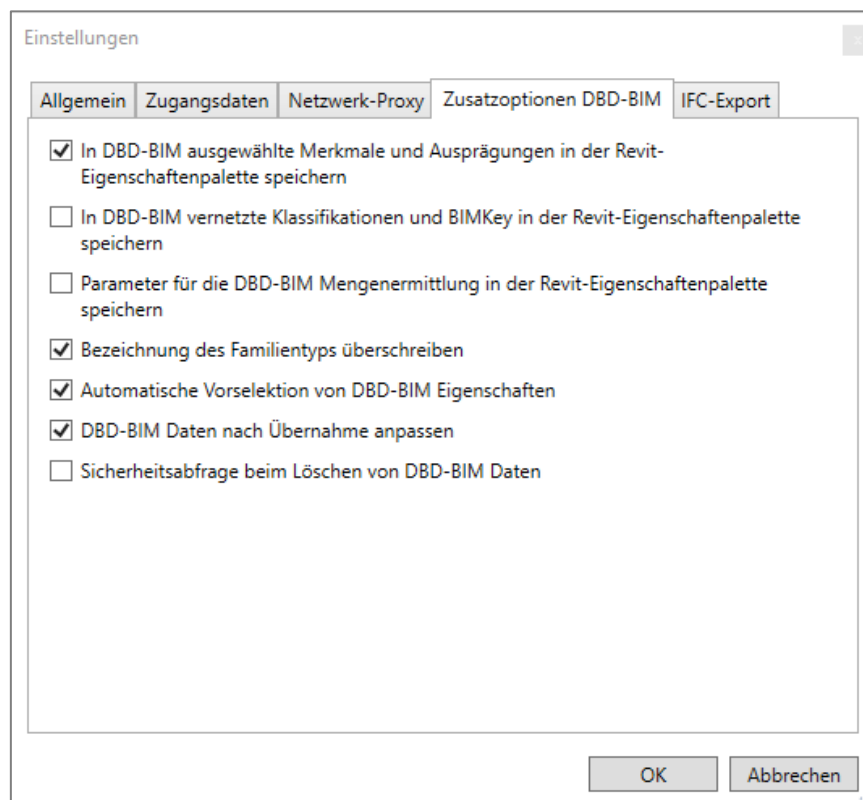 Einstellungen
Allgemein Zugangsdaten Netzwerk-Proxy Zusatzoptionen DBD-BIM IFC-Export
In DBD-BIM ausgewählte Merkmale und Ausprägungen in der Revit-
Eigenschaftenpalette speichern
In DBD-BIM vernetzte Klassifikationen und BIMKey in der Revit-Eigenschaftenpalette
speichern
Parameter für die DBD-BIM Mengenermittlung in der Revit-Eigenschaftenpalette
speichern
Bezeichnung des Familientyps überschreiben
Automatische Vorselektion von DBD-BIM Eigenschaften
DBD-BIM Daten nach Übernahme anpassen
Sicherheitsabfrage beim Löschen von DBD-BIM Daten
OK Abbrechen